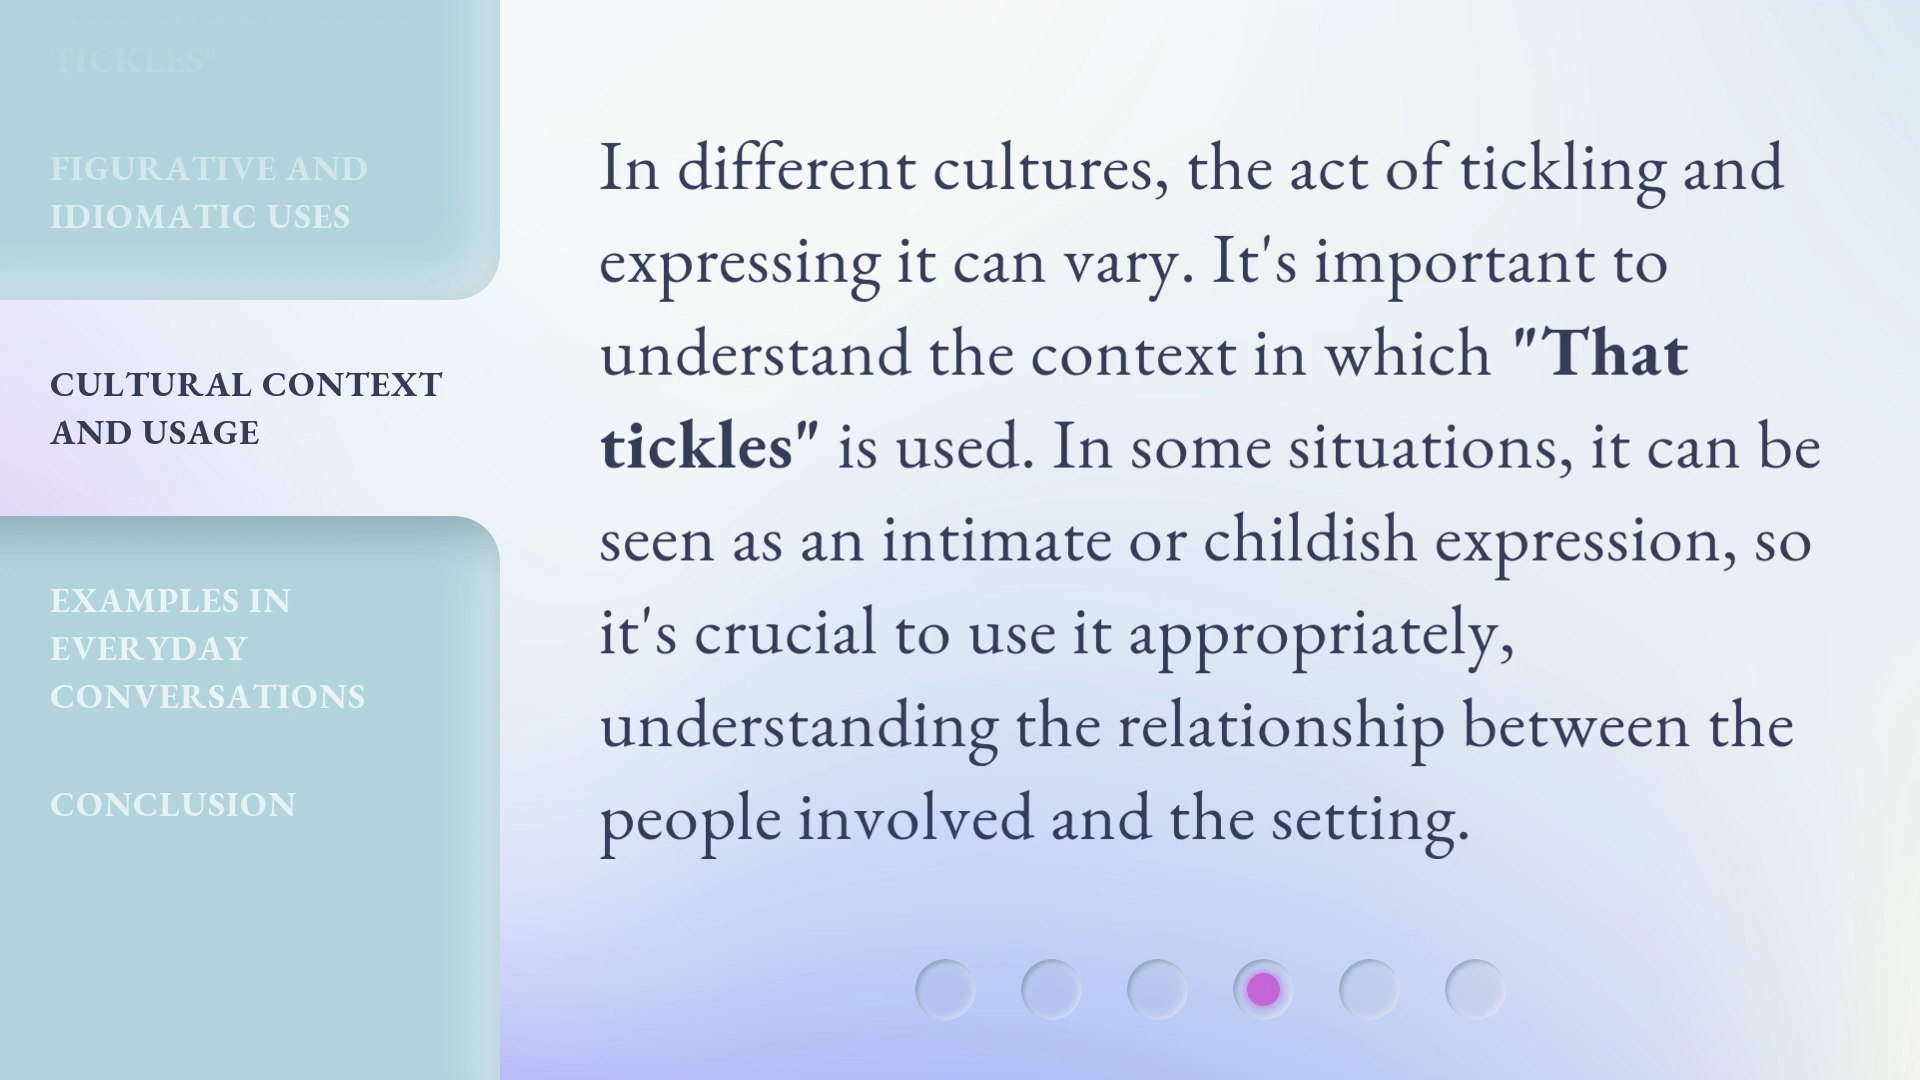 TICKLES"
FIGURATIVE AND
IDIOMATIC USES
CULTURAL CONTEXT
AND USAGE
EXAMPLES IN
EVERYDAY
CONVERSATIONS
CONCLUSION
In different cultures, the act of tickling and
expressing it can vary. It's important to
understand the context in which "That
tickles" is used. In some situations, it can be
seen as an intimate or childish expression, so
it's crucial to use it appropriately,
understanding the relationship between the
people involved and the setting.